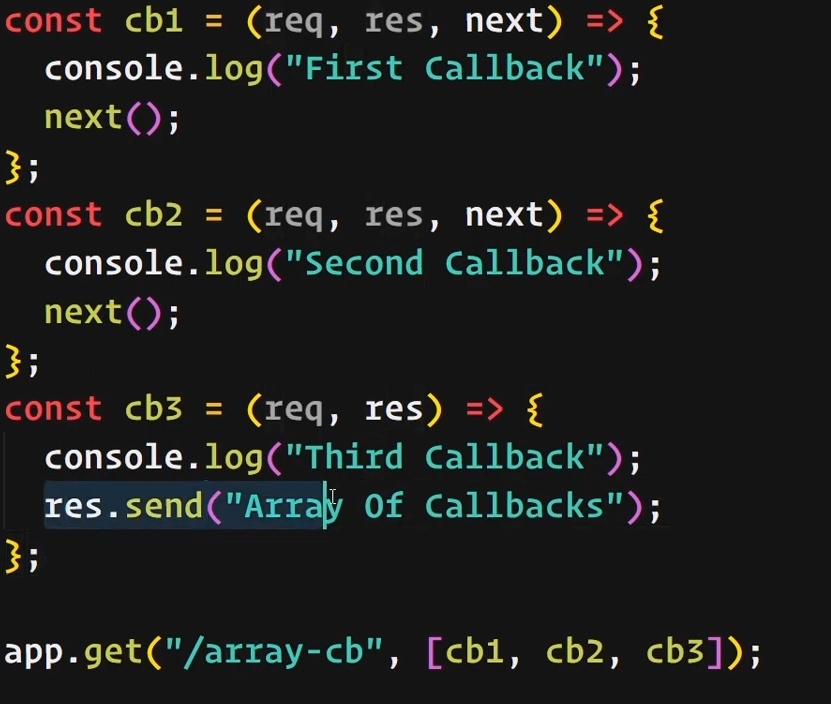 const cb1 = (req, res, next) => {
  console.log("First Callback");
  next();
};
const cb2 = (req, res, next) => {
  console.log("Second Callback");
  next();
};
const cb3 = (req, res) => {
  console.log("Third Callback");
  res.send("Array Of Callbacks");
};
app.get("/array-cb", [cb1, cb2, cb3]);